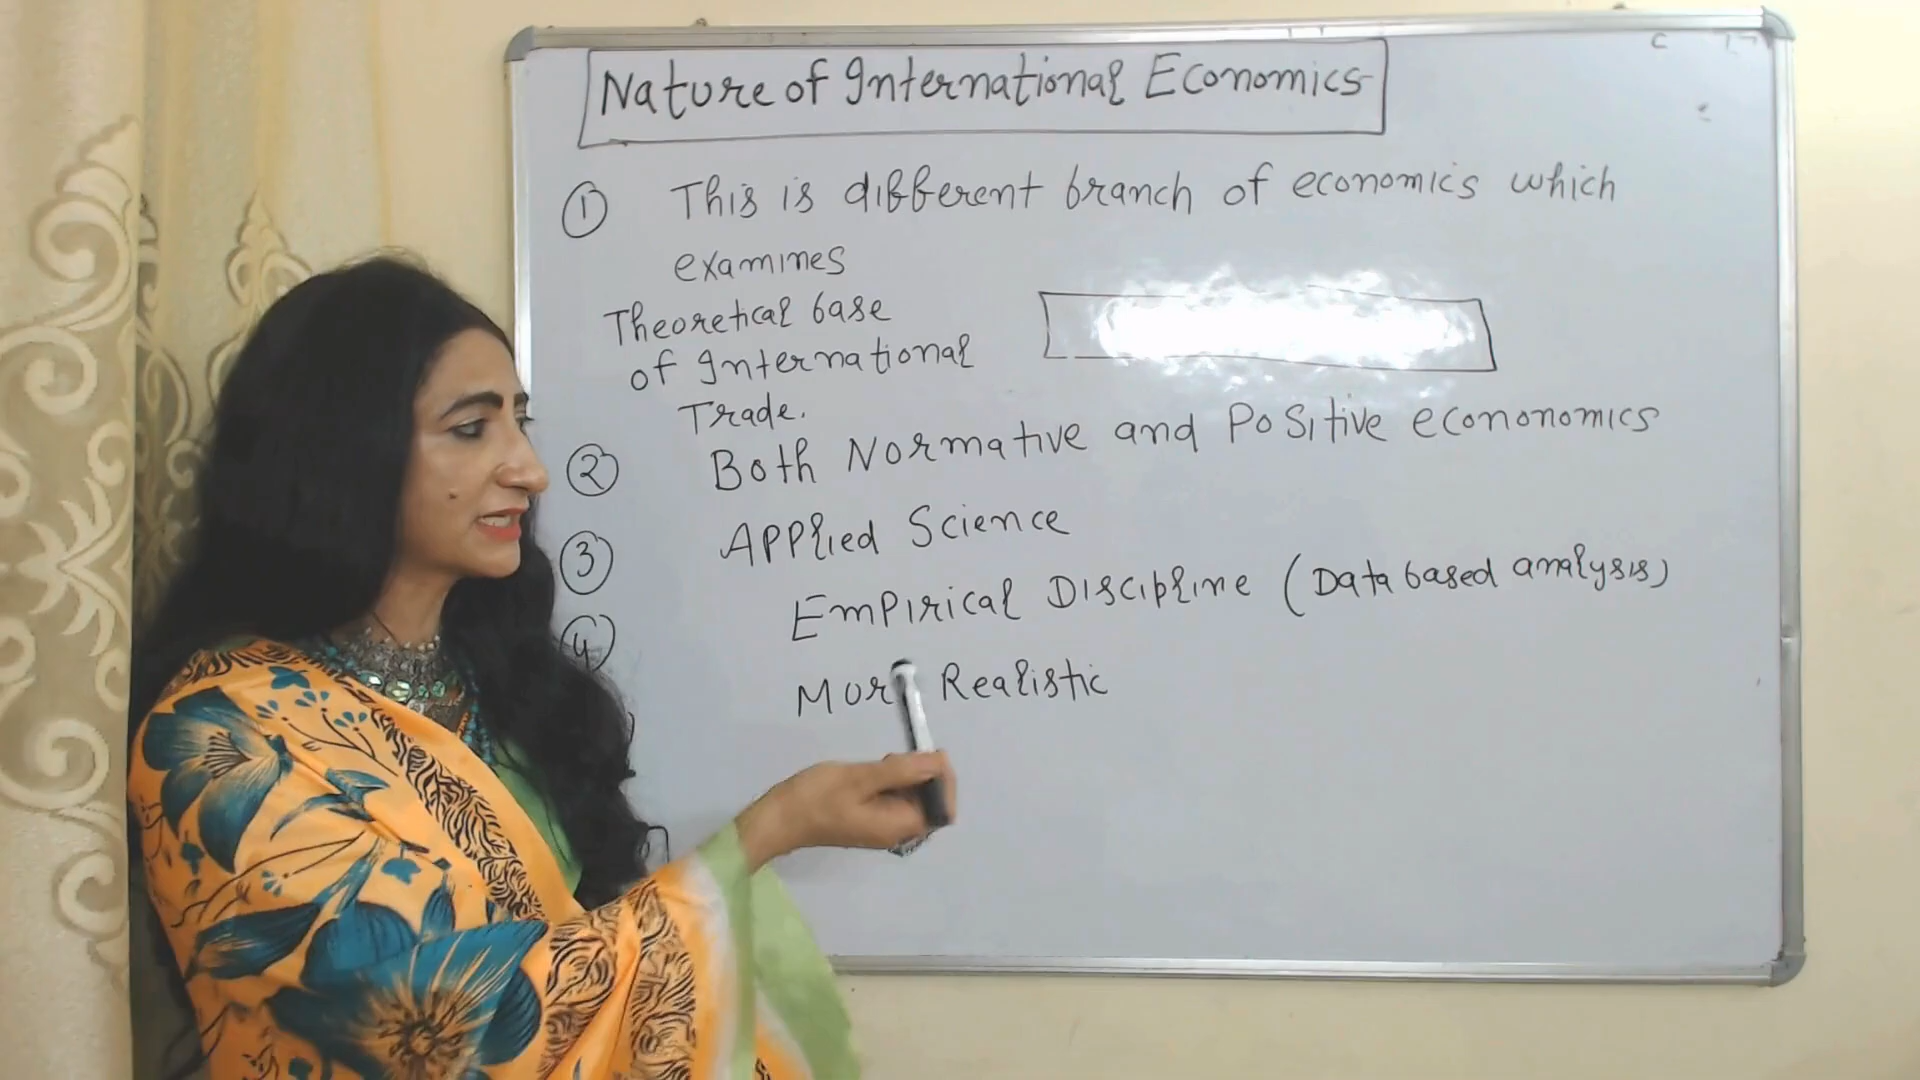 Nature of International Economics
① This is different branch of economics which
examines
Theoretical base
of International
Trade.
② Both Normative and Positive econonomics
③ Applied Science
④ Empirical Discipline (Data based analysis)
More Realistic